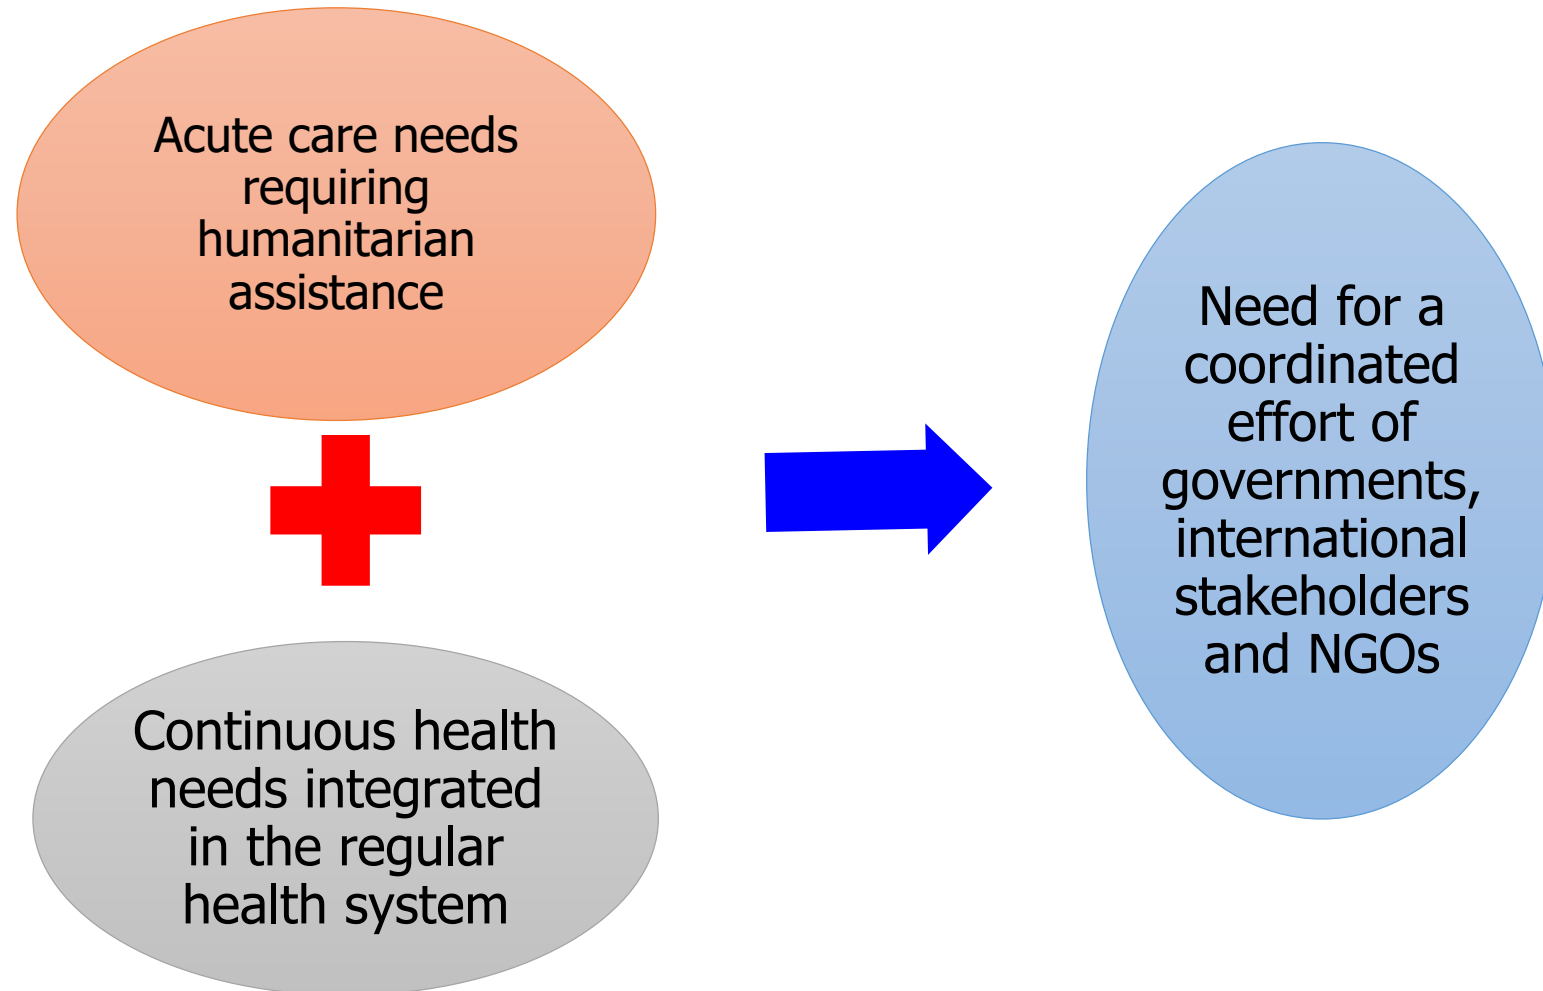 Acute care needs
requiring
humanitarian
assistance
Continuous health
needs integrated
in the regular
health system
Need for a
coordinated
effort of
governments,
international
stakeholders
and NGOs